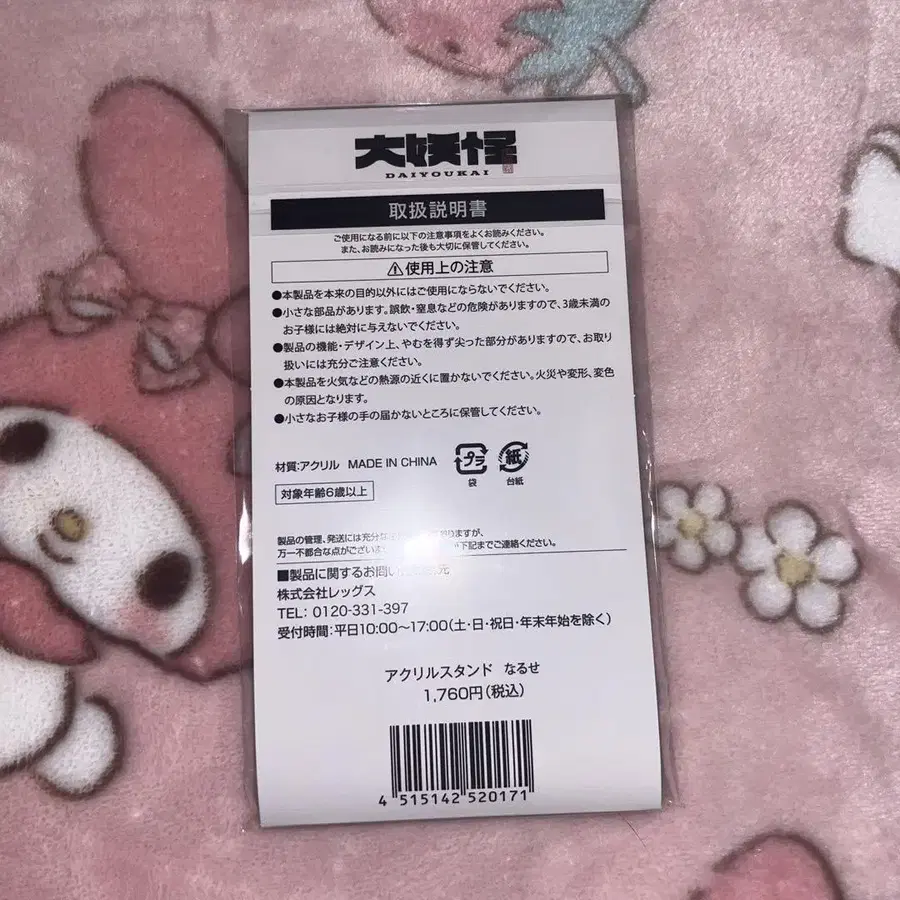 大妖怪
DAIYOUKAI
取扱説明書
ご使用になる前に以下の注意事項をよくお読みください。
また、お読みになった後も大切に保管してください。
⚠使用上の注意
●本製品を本来の目的以外にはご使用にならないでください。
●小さな部品があります。誤飲・窒息などの危険がありますので、3歳未満の
お子様には絶対に与えないでください。
●製品の機能・デザイン上、やむを得ず尖った部分がありますので、お取り
扱いには充分ご注意ください。
●本製品を火気などの熱源の近くに置かないでください。火災や変形、変色
の原因となります。
●小さなお子様の手の届かないところに保管してください。
材質:アクリル MADE IN CHINA
プラ 紙
袋 台紙
対象年齢6歳以上
製品の管理、発送には充分な ありますが、
万一不都合な点がござい 下記までご連絡ください。
■製品に関するお問い 先
株式会社レッグス
TEL: 0120-331-397
受付時間:平日10:00〜17:00(土・日・祝日・年末年始を除く)
アクリルスタンド なるせ
1,760円(税込)
4 515142 520171